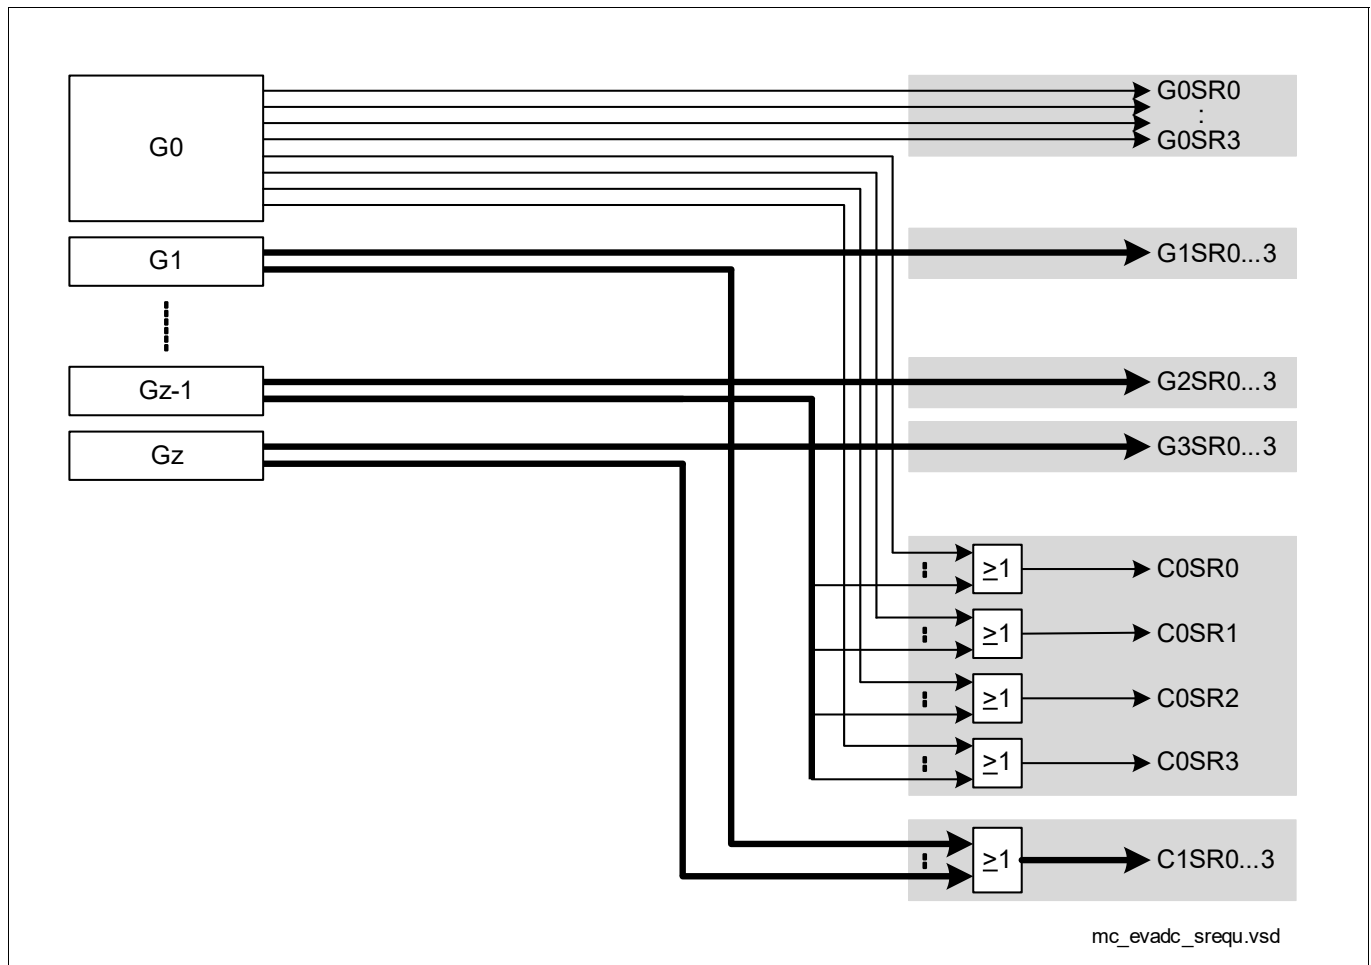 G0
G0SR0
:
G0SR3
G1
G1SR0...3
Gz-1
G2SR0...3
Gz
G3SR0...3
≥1
C0SR0
≥1
C0SR1
≥1
C0SR2
≥1
C0SR3
≥1
C1SR0...3
mc_evadc_srequ.vsd